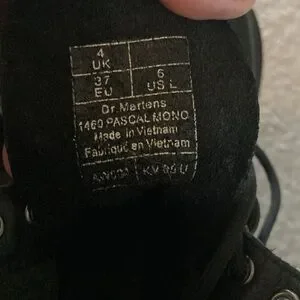 4
UK
37
EU
6
US L
Dr.Martens
1460 PASCAL MONO
Made in Vietnam
Fabriqué en Vietnam